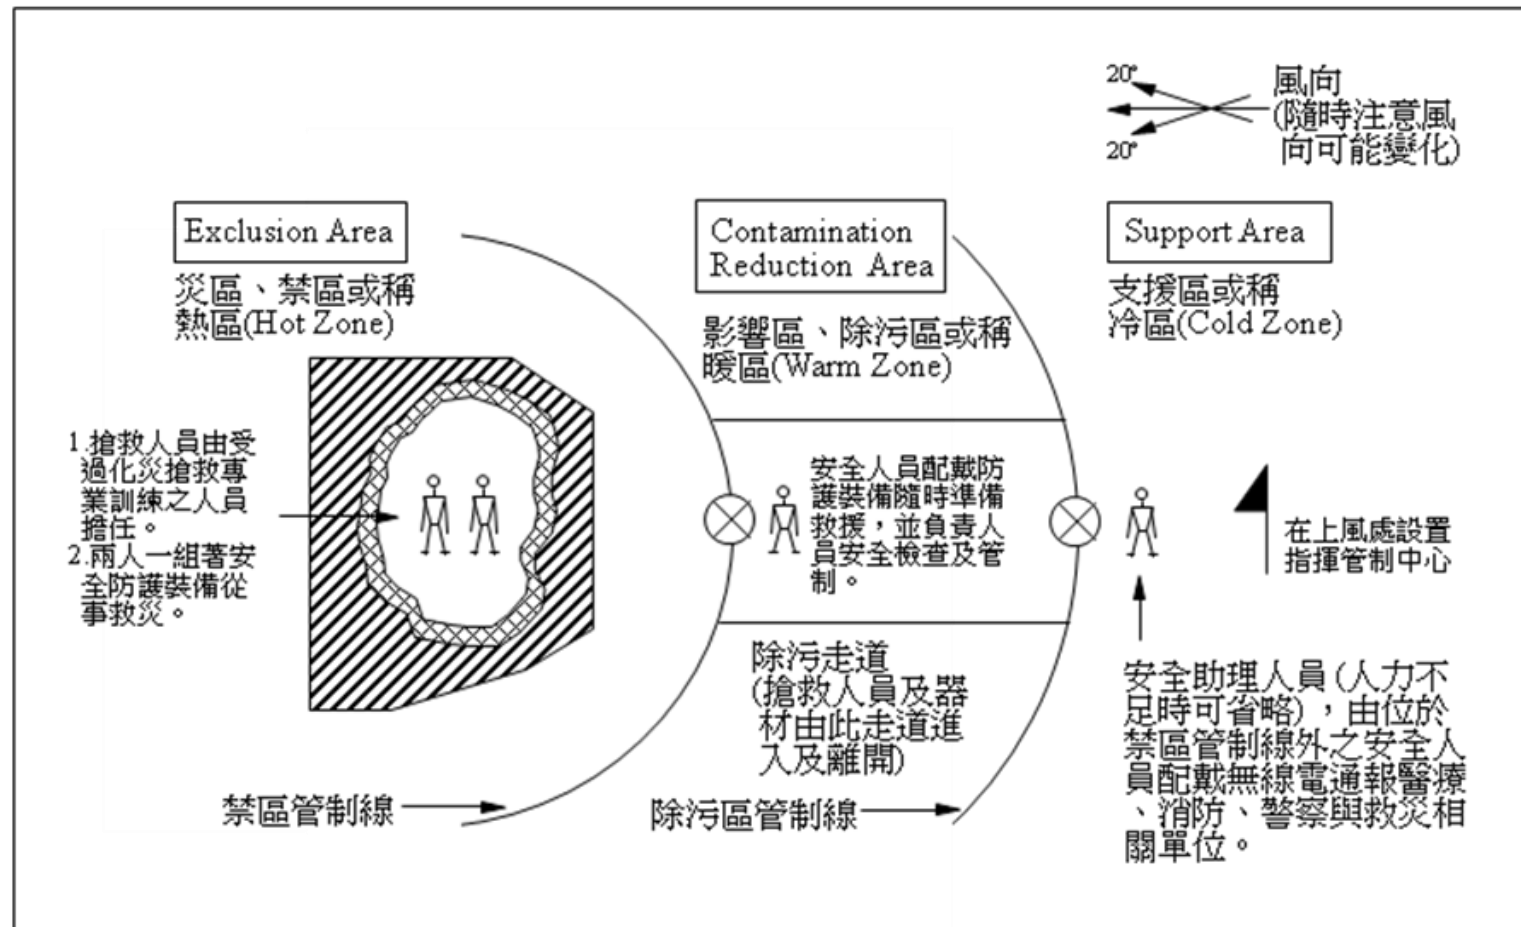 20°
風向
(隨時注意風
向可能變化)
20°
Exclusion Area
災區、禁區或稱
熱區(Hot Zone)
Contamination
Reduction Area
影響區、除污區或稱
暖區(Warm Zone)
Support Area
支援區或稱
冷區(Cold Zone)
1.搶救人員由受
過化災搶救專
業訓練之人員
擔任。
2.兩人一組著安
全防護裝備從
事救災。
安全人員配戴防
護裝備隨時準備
救援，並負責人
員安全檢查及管
制。
在上風處設置
指揮管制中心
除污走道
(搶救人員及器
材由此走道進
入及離開)
安全助理人員(人力不
足時可省略)，由位於
禁區管制線外之安全人
員配戴無線電通報醫療
、消防、警察與救災相
關單位。
禁區管制線
除污區管制線